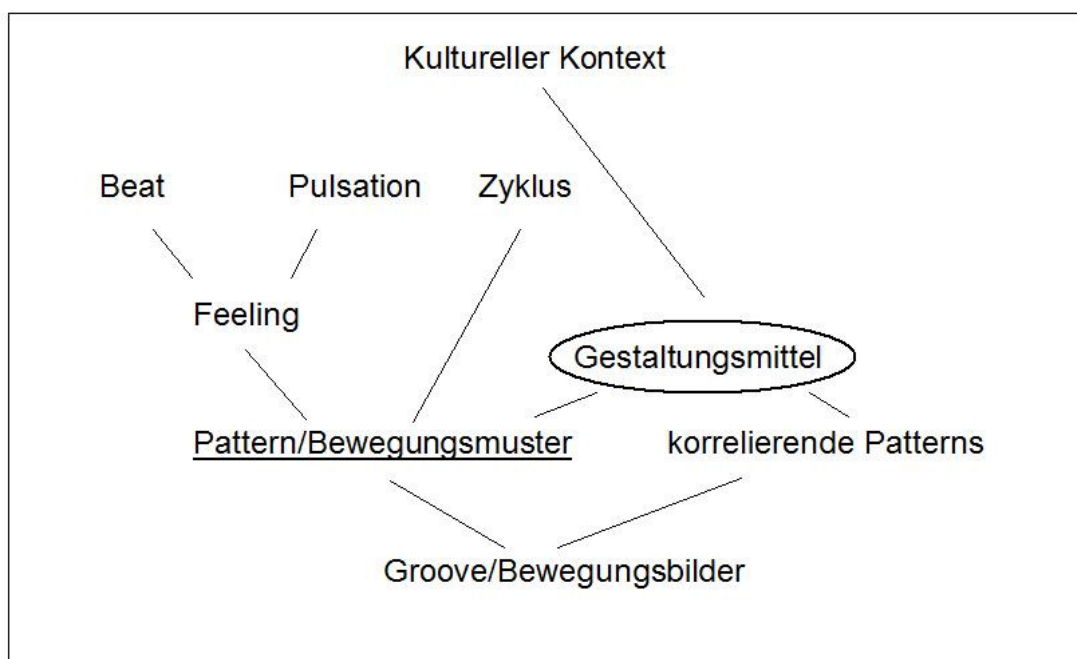 Kultureller Kontext
Beat Pulsation Zyklus
Feeling
Gestaltungsmittel
Pattern/Bewegungsmuster korrelierende Patterns
Groove/Bewegungsbilder